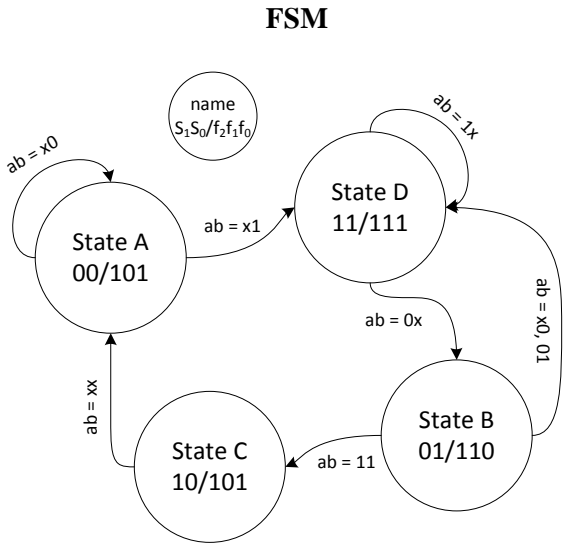 FSM
name
S₁S₀/f₂f₁f₀
ab = x0
ab = 1x
State A
00/101
ab = x1
State D
11/111
ab = 0x
ab = x0, 01
ab = xx
State C
10/101
ab = 11
State B
01/110